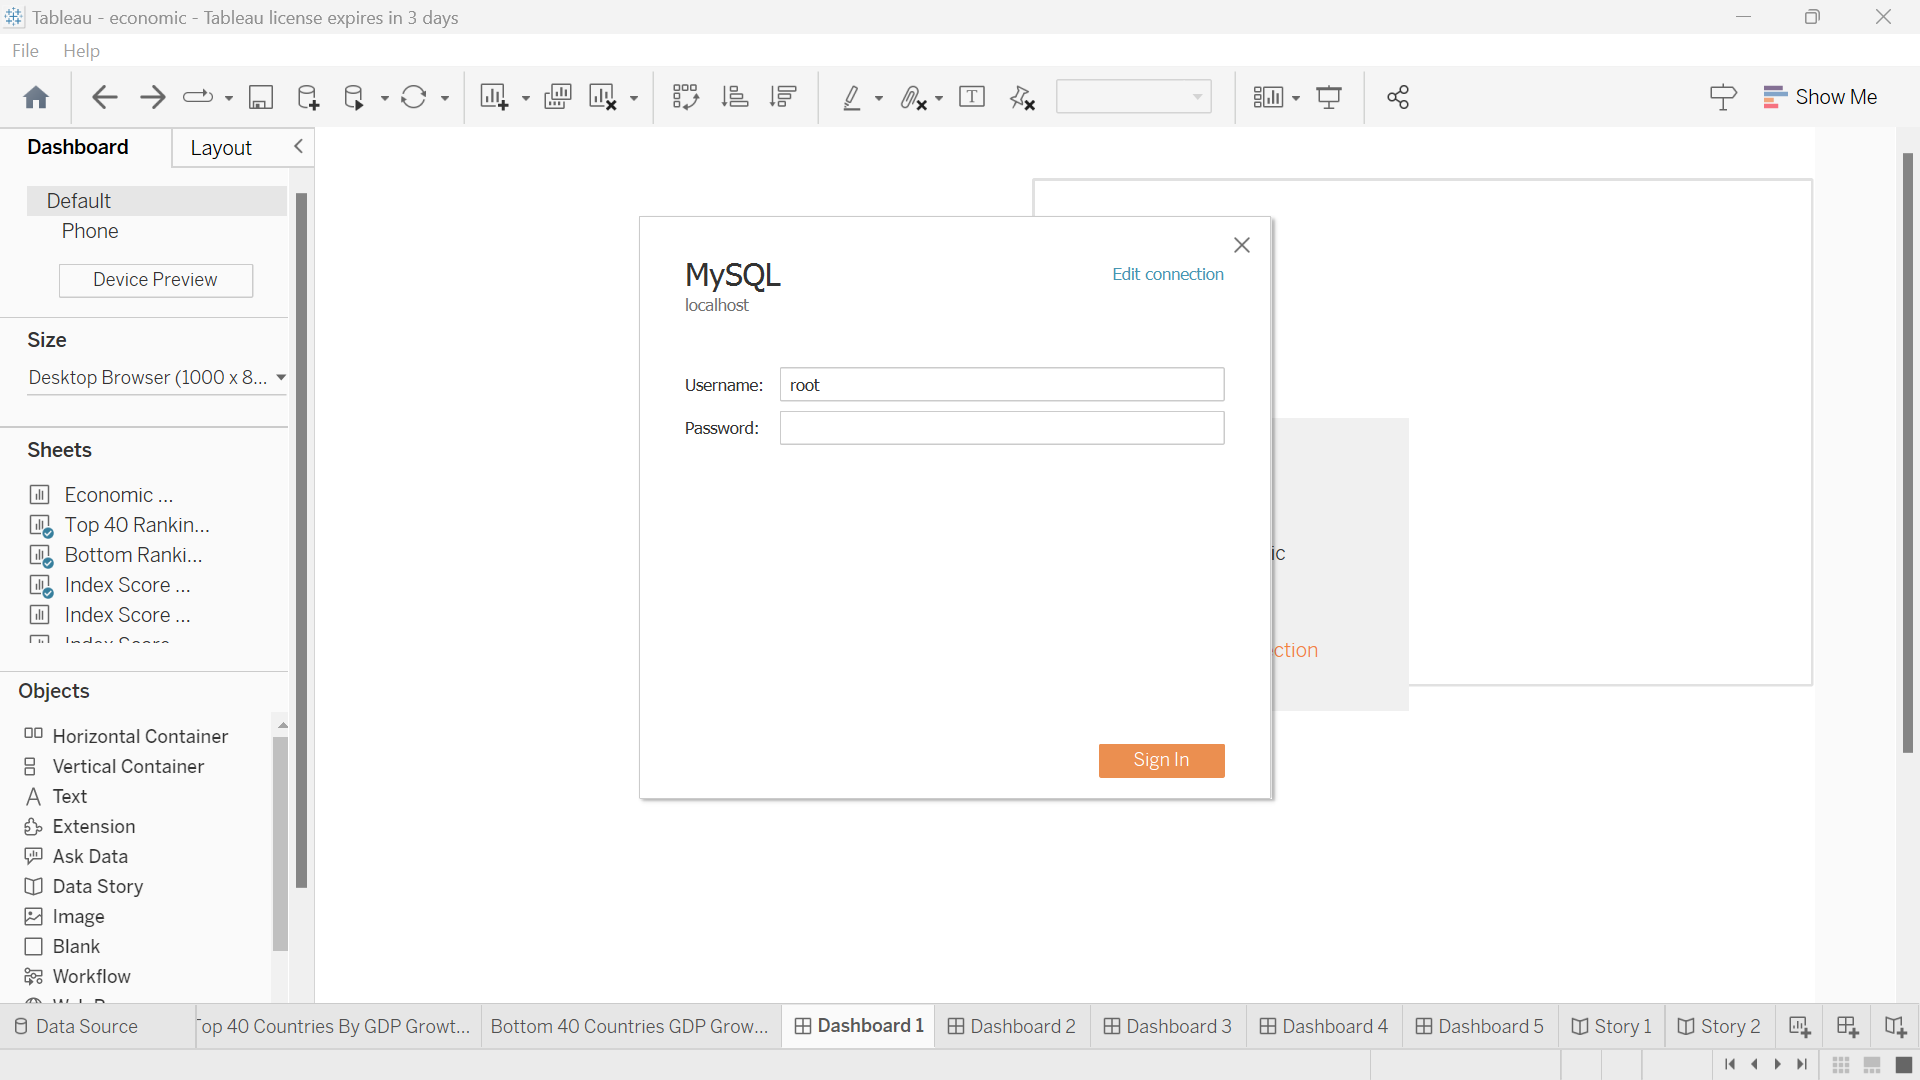 Tableau - economic - Tableau license expires in 3 days
File Help
Show Me
Dashboard Layout
Default
Phone
Device Preview
Size
Desktop Browser (1000 x 8...
Sheets
Economic ...
Top 40 Rankin...
Bottom Ranki...
Index Score ...
Index Score ...
Objects
Horizontal Container
Vertical Container
Text
Extension
Ask Data
Data Story
Image
Blank
Workflow
MySQL
Edit connection
localhost
Username: root
Password:
Sign In
ic
ction
Data Source
op 40 Countries By GDP Growt...
Bottom 40 Countries GDP Grow...
Dashboard 1
Dashboard 2
Dashboard 3
Dashboard 4
Dashboard 5
Story 1
Story 2